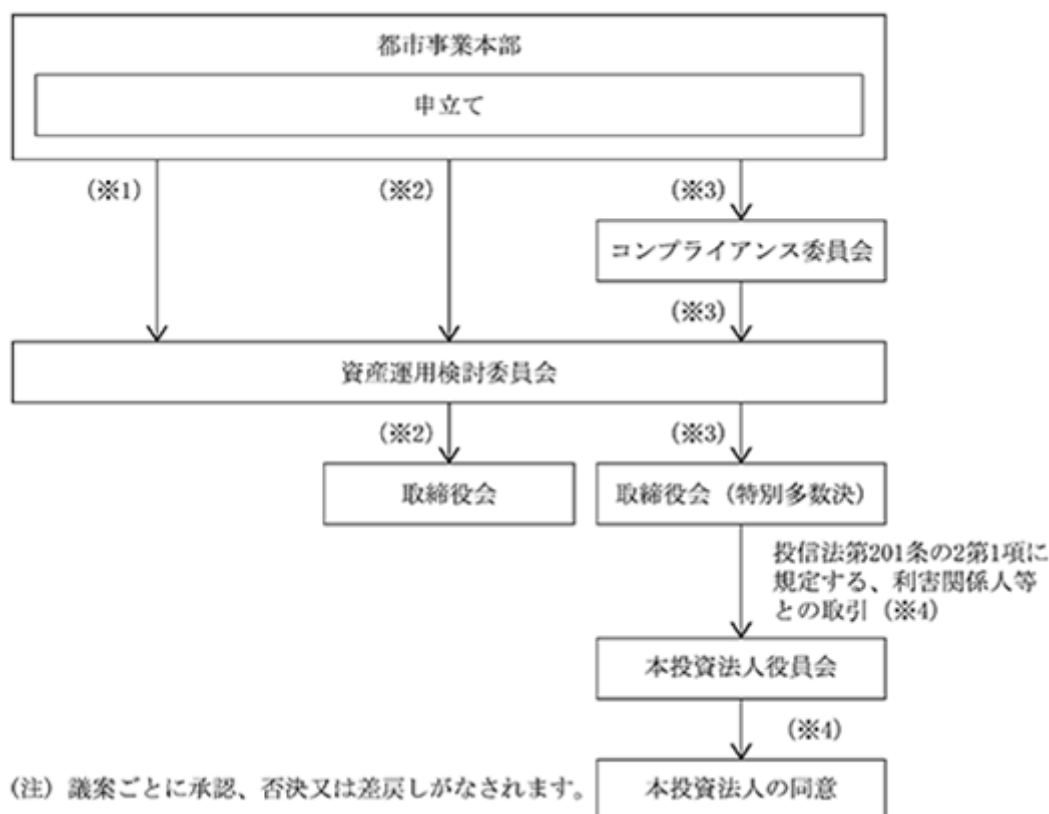 都市事業本部
申立て
(※1)
(※2)
(※3)
コンプライアンス委員会
(※3)
資産運用検討委員会
(※2)
(※3)
取締役会
取締役会（特別多数決）
投信法第201条の2第1項に
規定する、利害関係人等
との取引（※4）
本投資法人役員会
(※4)
(注) 議案ごとに承認、否決又は差戻しがなされます。
本投資法人の同意